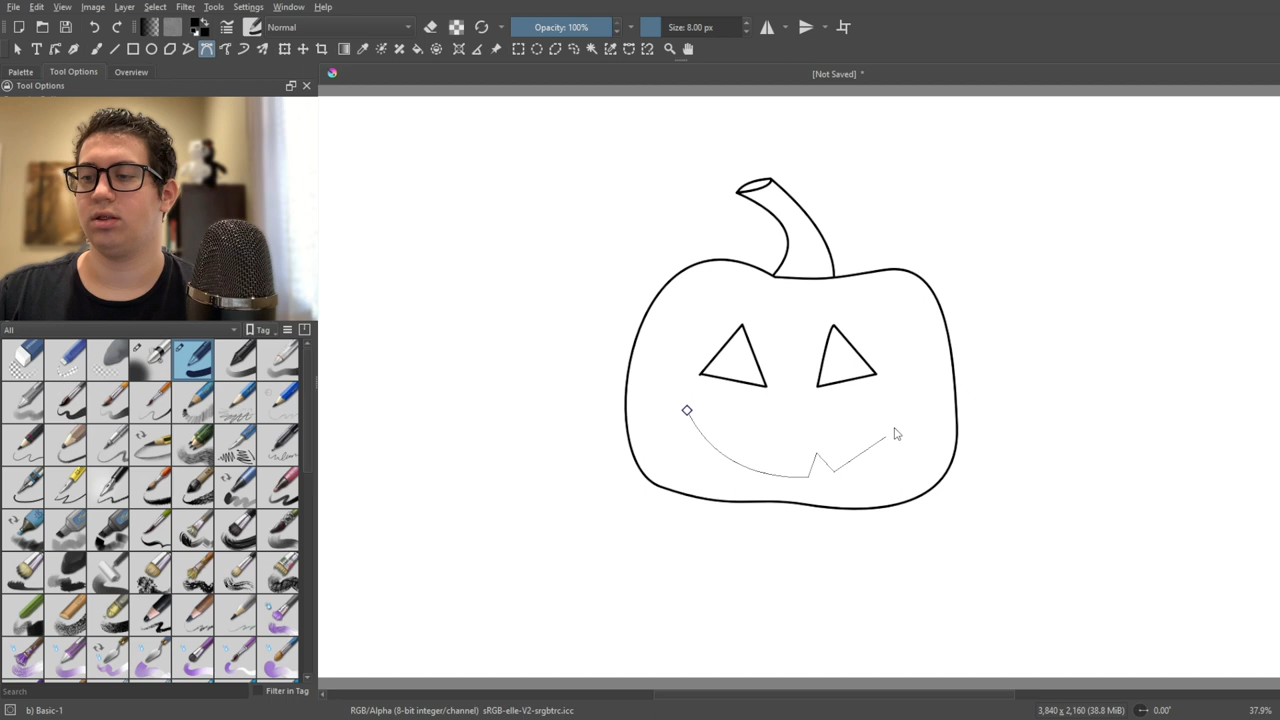 File Edit View Image Layer Select Filter Tools Settings Window Help
Normal Opacity: 100% Size: 8.00 px
Palette Tool Options Overview
[Not Saved] *
Tool Options
All Tag
Search Filter in Tag
b) Basic-1 RGB/Alpha (8-bit integer/channel) sRGB-elle-V2-srgbtrc.icc 3,840 x 2,160 (38.8 MiB) 0.00° 37.9%